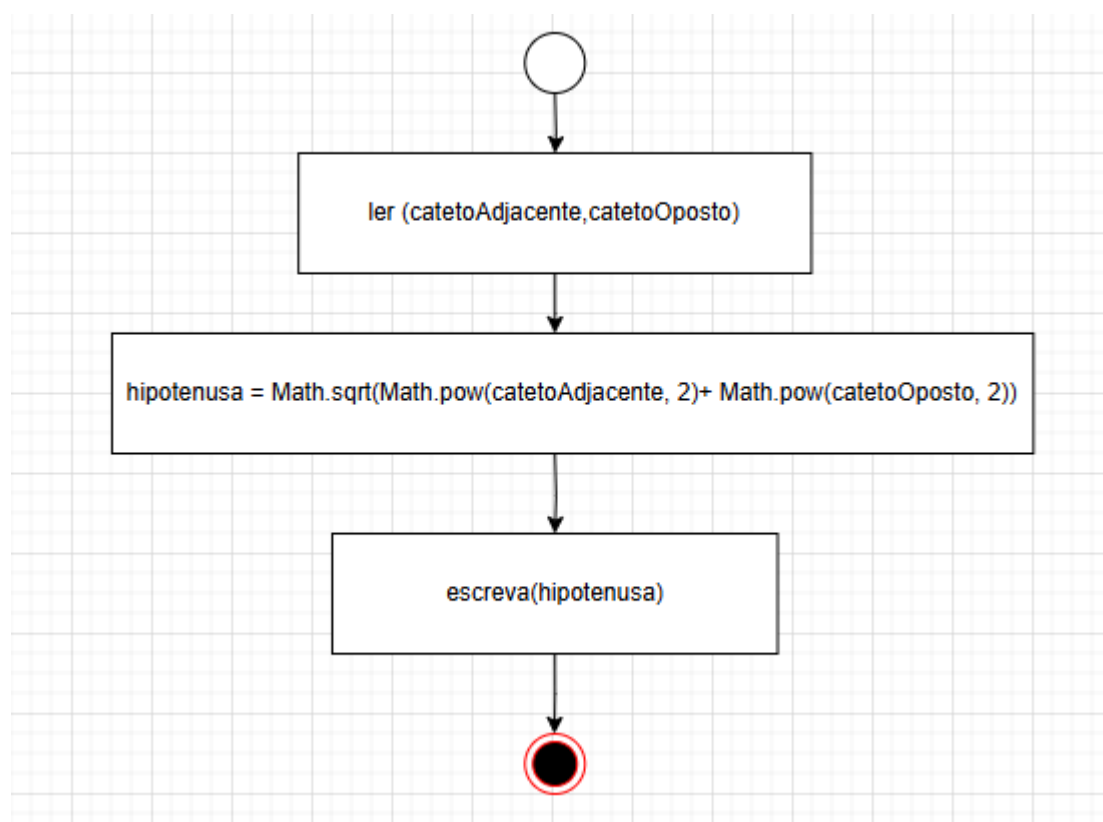 ler (catetoAdjacente,catetoOposto)
hipotenusa = Math.sqrt(Math.pow(catetoAdjacente, 2)+ Math.pow(catetoOposto, 2))
escreva(hipotenusa)